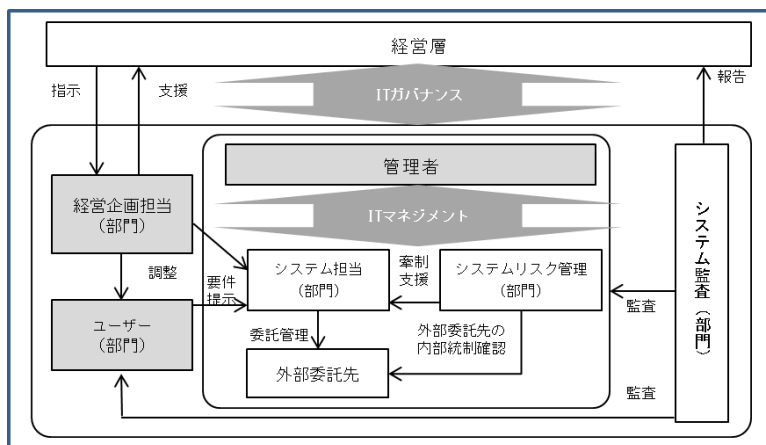 経営層
指示
支援
ITガバナンス
報告
管理者
経営企画担当
(部門)
ITマネジメント
システム監査(部門)
調整
要件
提示
システム担当
(部門)
牽制
支援
システムリスク管理
(部門)
監査
ユーザー
(部門)
委託管理
外部委託先の
内部統制確認
外部委託先
監査